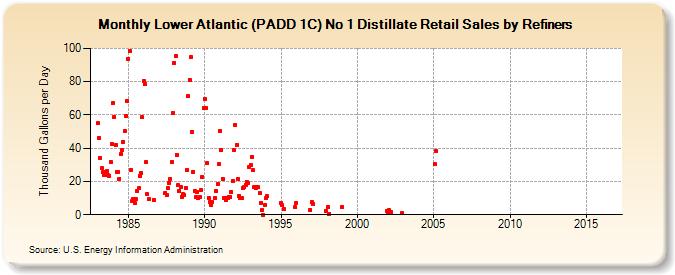 Monthly Lower Atlantic (PADD 1C) No 1 Distillate Retail Sales by Refiners
Thousand Gallons per Day
100
80
60
40
20
0
1985 1990 1995 2000 2005 2010 2015
Source: U.S. Energy Information Administration